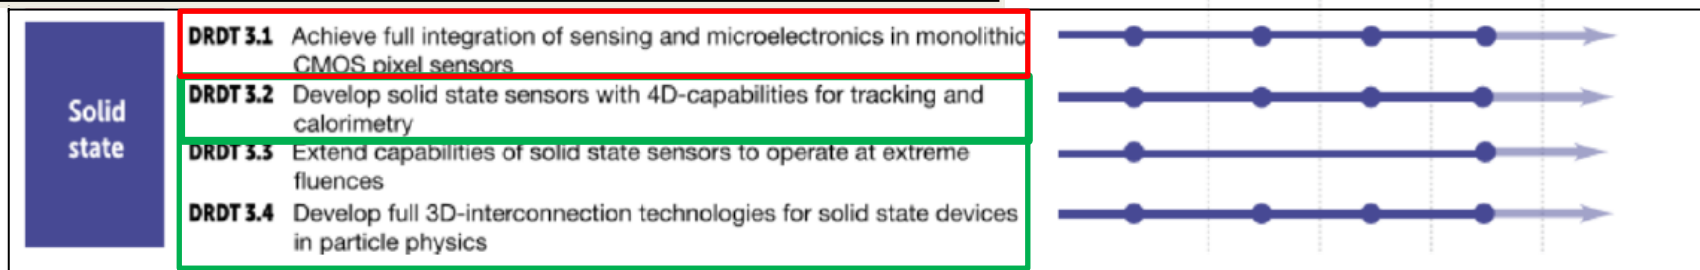 Solid
state
DRDT 3.1 Achieve full integration of sensing and microelectronics in monolithic
CMOS pixel sensors
DRDT 3.2 Develop solid state sensors with 4D-capabilities for tracking and
calorimetry
DRDT 3.3 Extend capabilities of solid state sensors to operate at extreme
fluences
DRDT 3.4 Develop full 3D-interconnection technologies for solid state devices
in particle physics